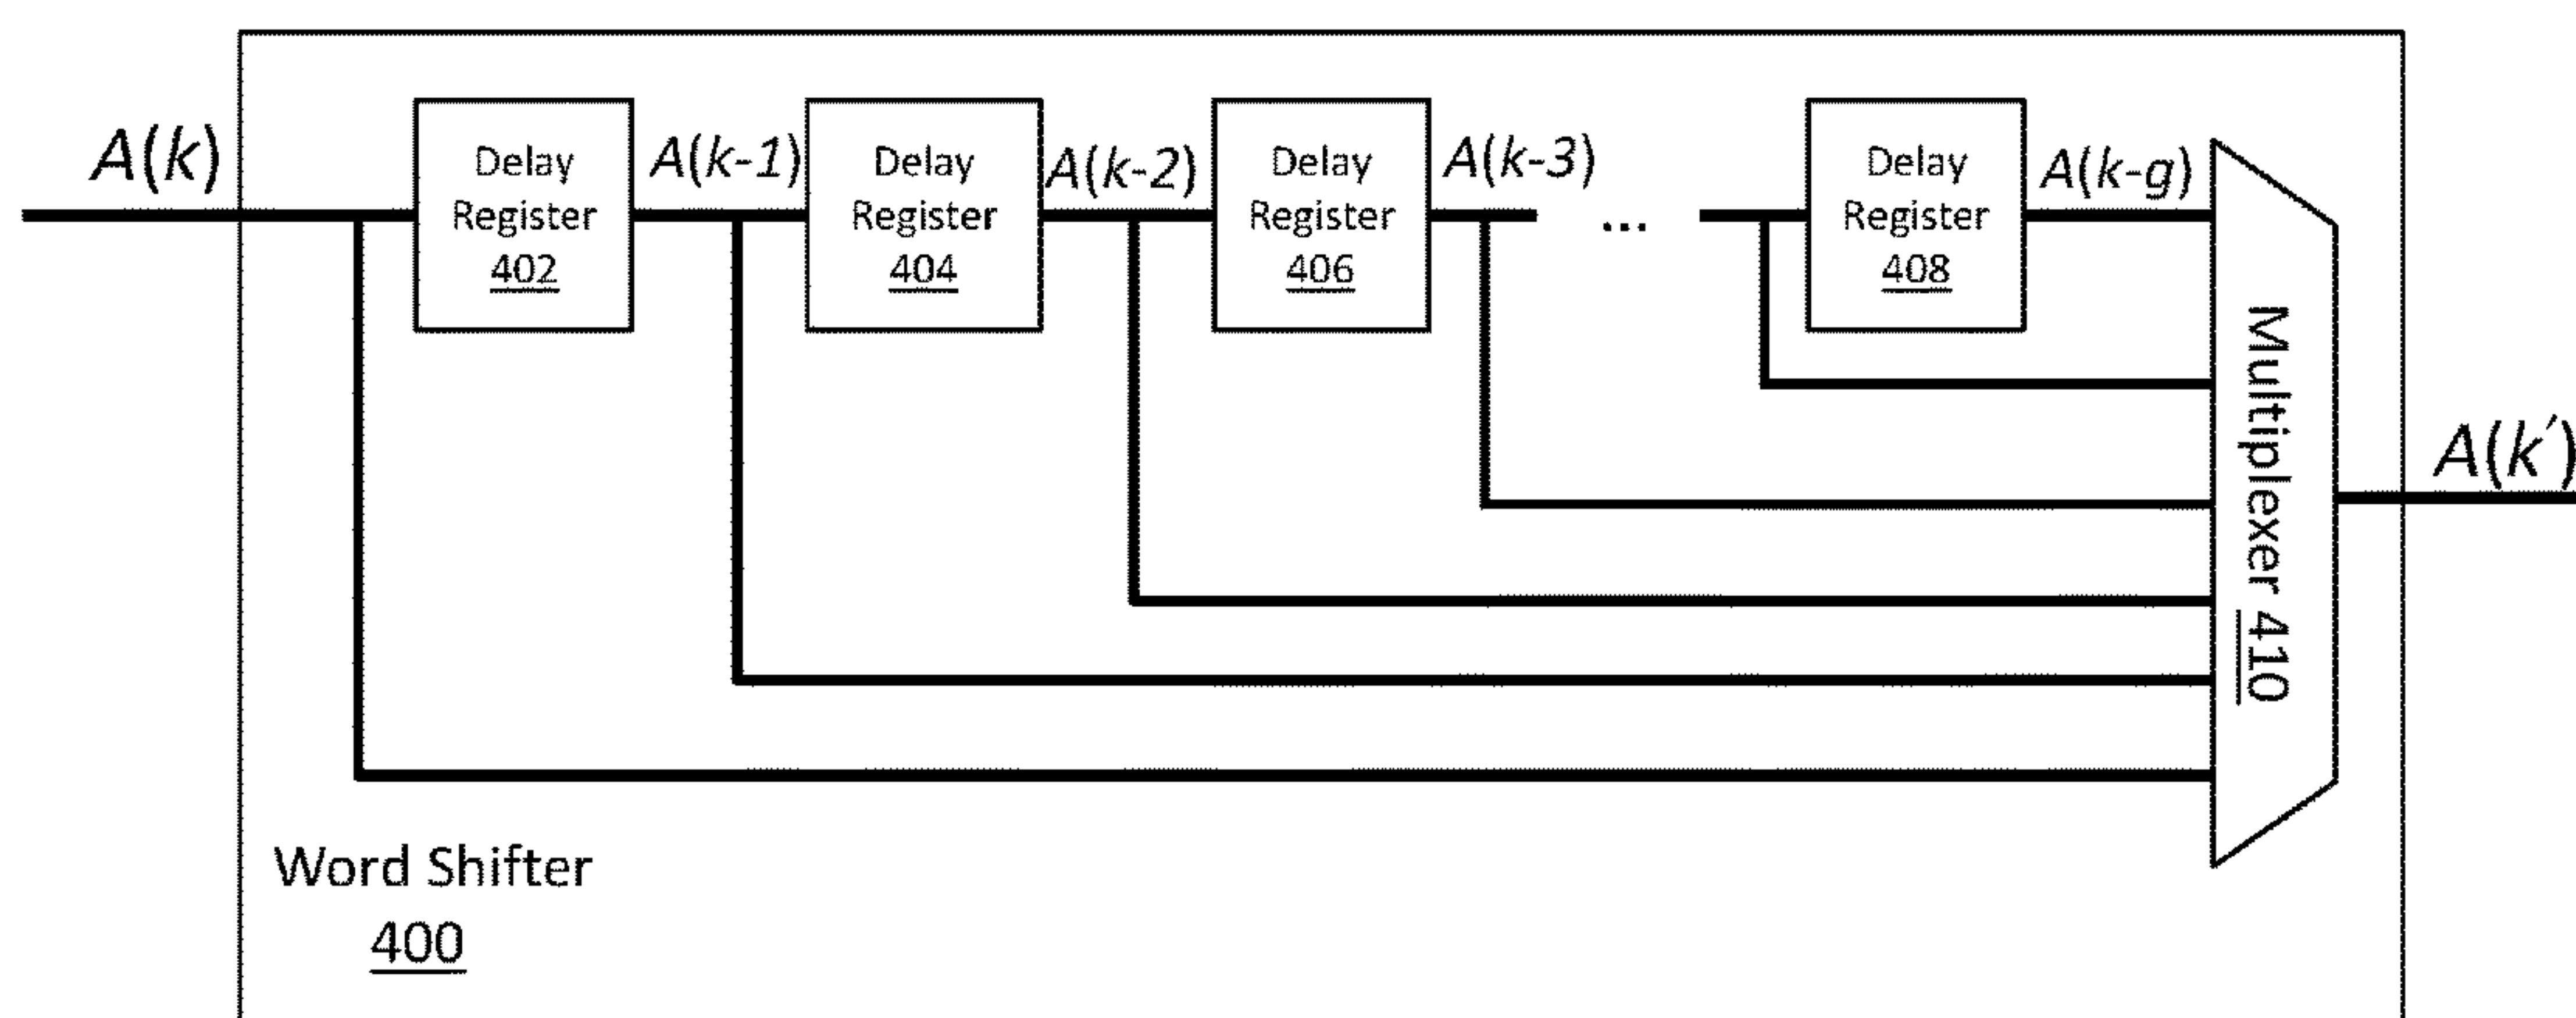 A(k)
Delay
Register
402
A(k-1)
Delay
Register
404
A(k-2)
Delay
Register
406
A(k-3)
...
Delay
Register
408
A(k-g)
Multiplexer 410
A(k′)
Word Shifter
400